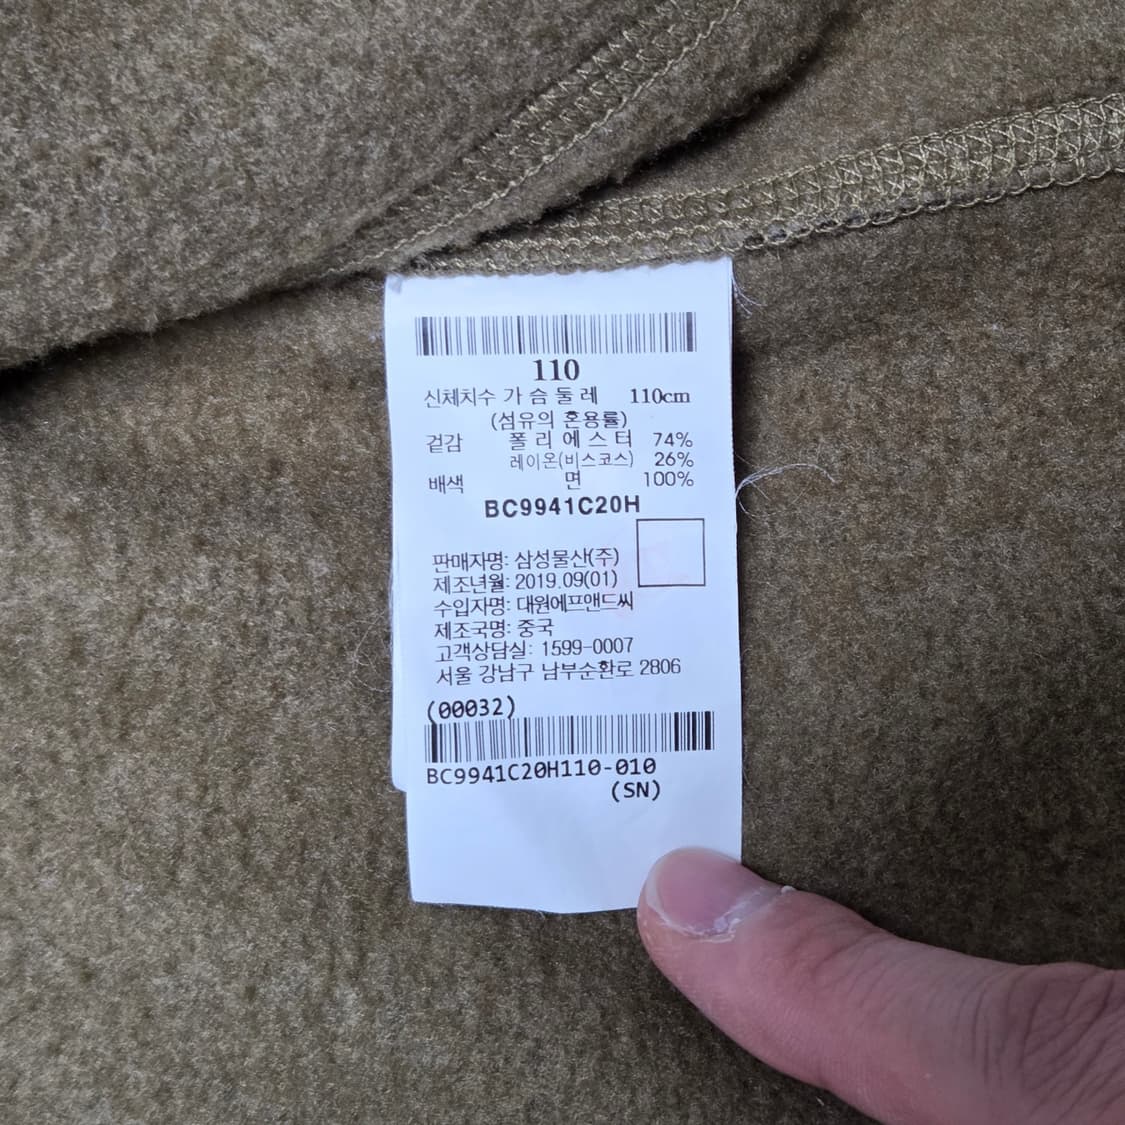 110
신체치수 가 슴 둘 레 110cm
(섬유의 혼용률)
겉감 폴 리 에 스 터 74%
레이온(비스코스) 26%
배색 면 100%
BC9941C20H
판매자명: 삼성물산(주)
제조년월: 2019.09(01)
수입자명: 대원에프앤드씨
제조국명: 중국
고객상담실: 1599-0007
서울 강남구 남부순환로 2806
(00032)
BC9941C20H110-010
(SN)